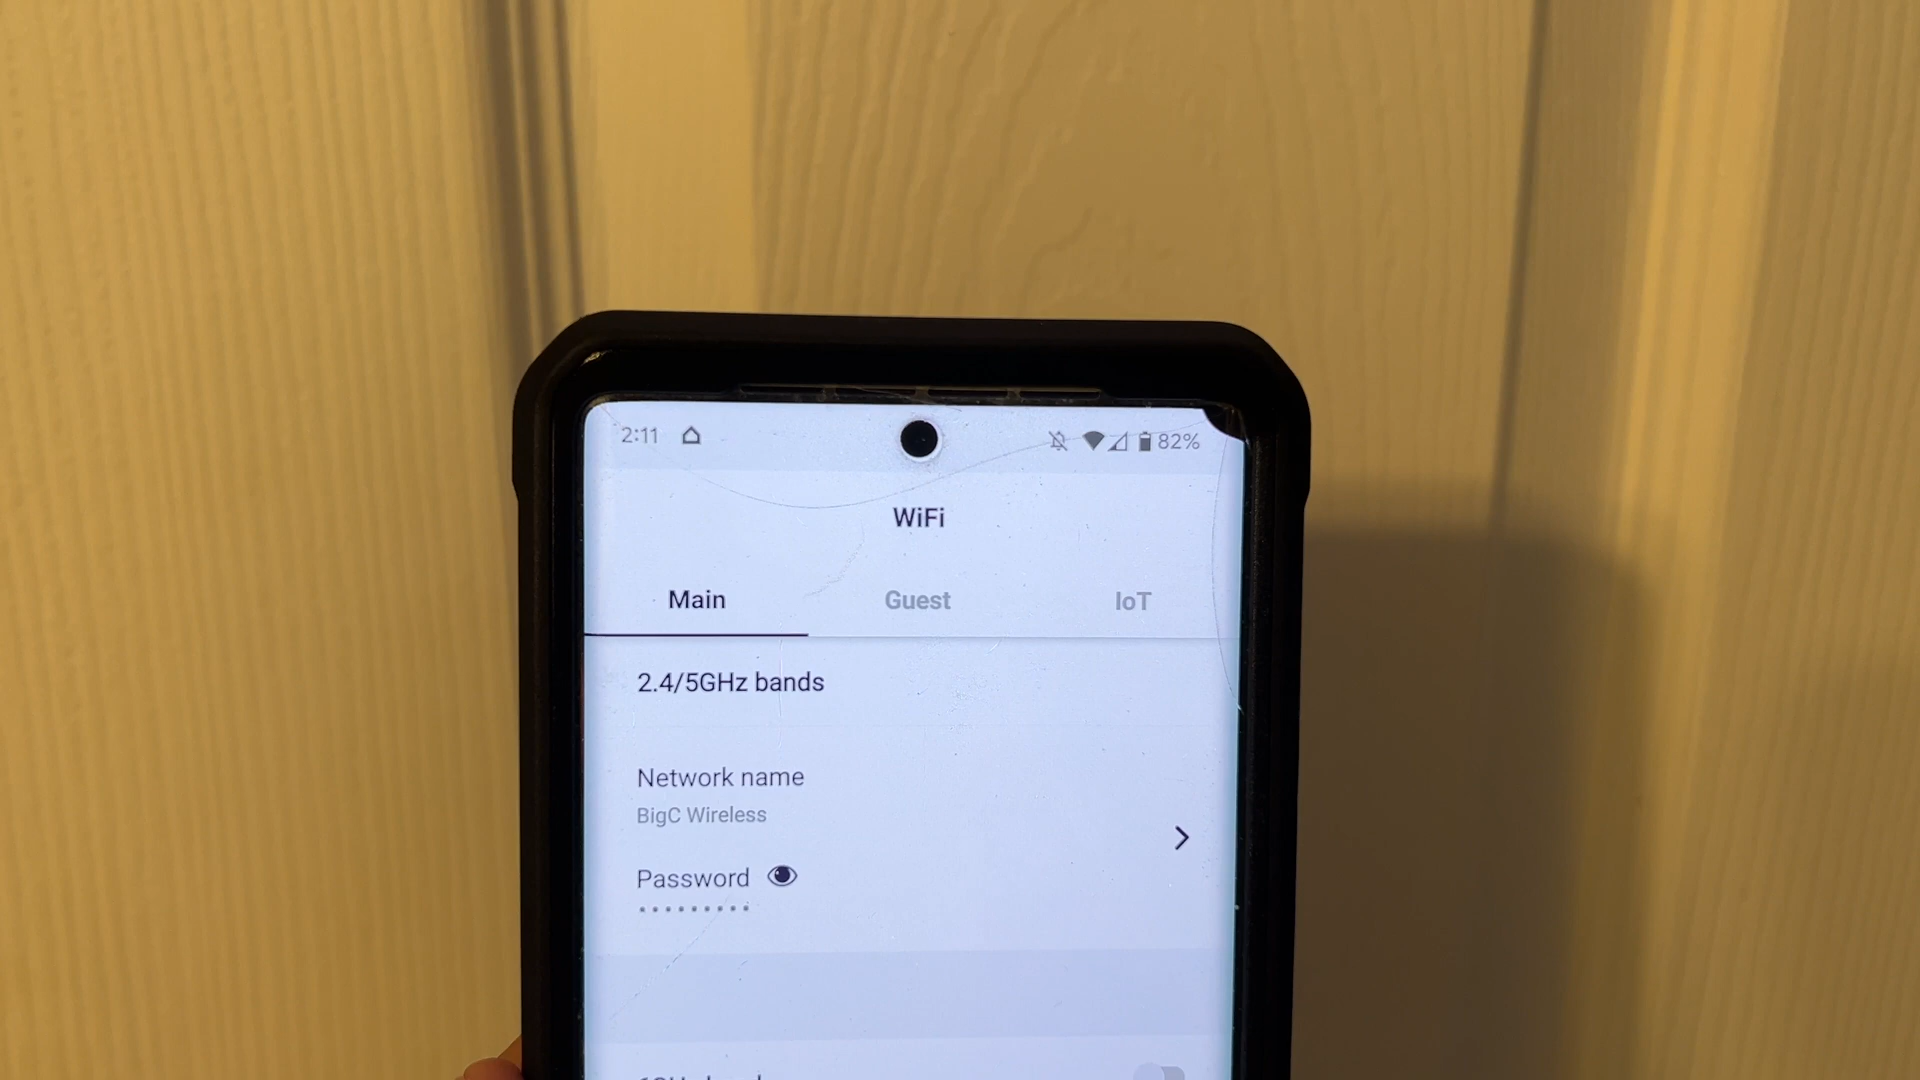 2:11 82%
WiFi
Main Guest IoT
2.4/5GHz bands
Network name
BigC Wireless
Password